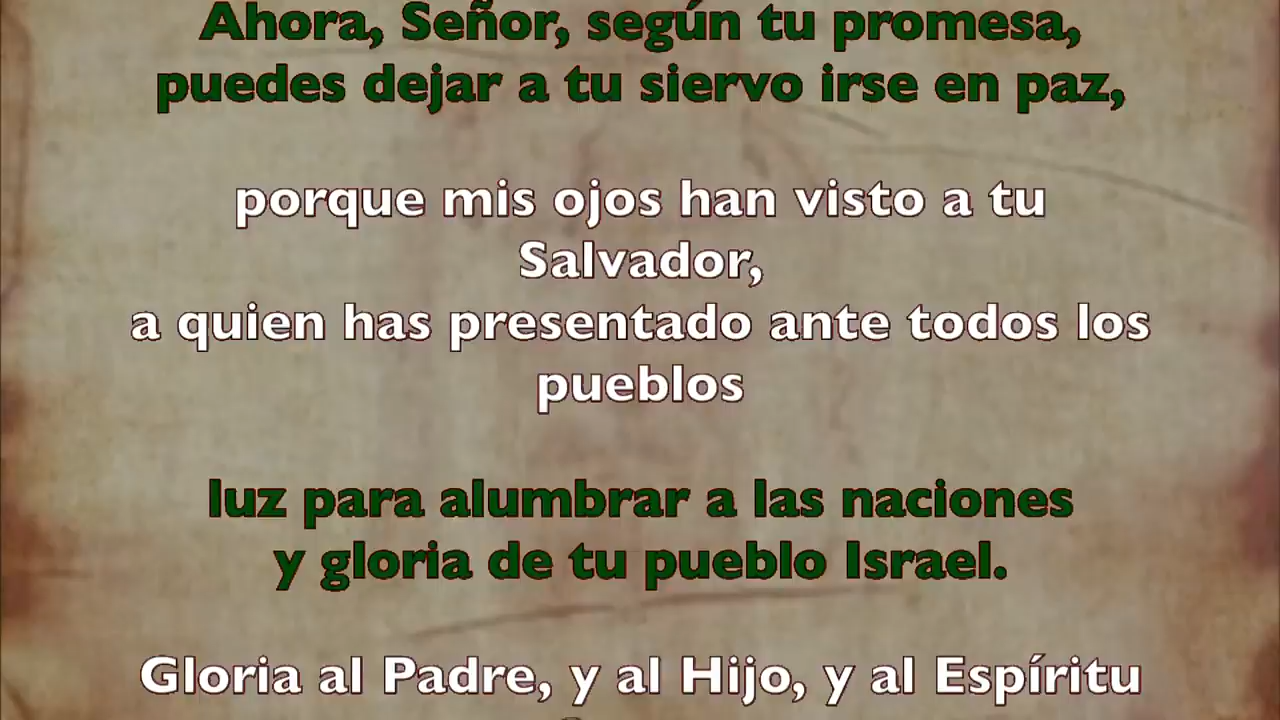 Ahora, Señor, según tu promesa,
puedes dejar a tu siervo irse en paz,
porque mis ojos han visto a tu
Salvador,
a quien has presentado ante todos los
pueblos
luz para alumbrar a las naciones
y gloria de tu pueblo Israel.
Gloria al Padre, y al Hijo, y al Espíritu